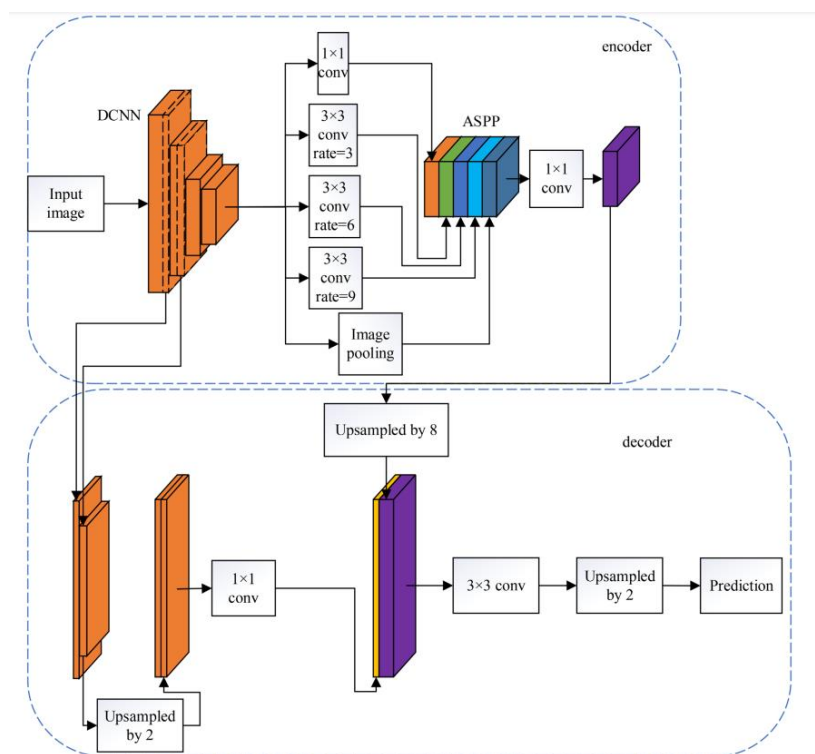 encoder
1×1
conv
DCNN
3×3
conv
rate=3
ASPP
Input
image
3×3
conv
rate=6
1×1
conv
3×3
conv
rate=9
Image
pooling
Upsampled by 8
decoder
1×1
conv
3×3 conv
Upsampled
by 2
Prediction
Upsampled
by 2